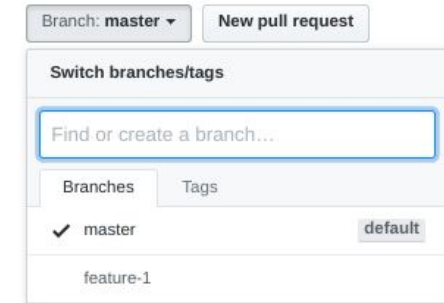 Branch: master New pull request
Switch branches/tags
Find or create a branch…
Branches Tags
master default
feature-1